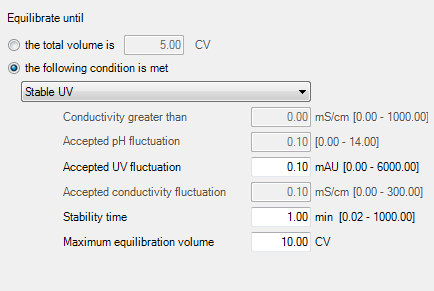 Equilibrate until
the total volume is 5.00 CV
the following condition is met
Stable UV
Conductivity greater than 0.00 mS/cm [0.00 - 1000.00]
Accepted pH fluctuation 0.10 [0.00 - 14.00]
Accepted UV fluctuation 0.10 mAU [0.00 - 6000.00]
Accepted conductivity fluctuation 0.10 mS/cm [0.00 - 300.00]
Stability time 1.00 min [0.02 - 1000.00]
Maximum equilibration volume 10.00 CV